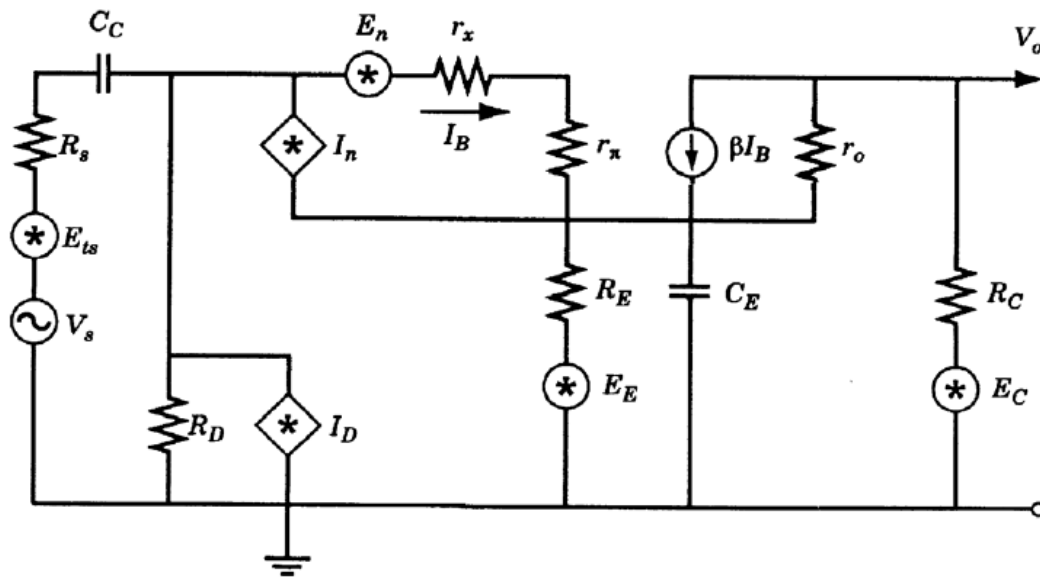 C_C
E_n
r_x
V_o
R_s
I_n
I_B
r_π
βI_B
r_o
E_ts
R_E
C_E
R_C
V_s
R_D
I_D
E_E
E_C